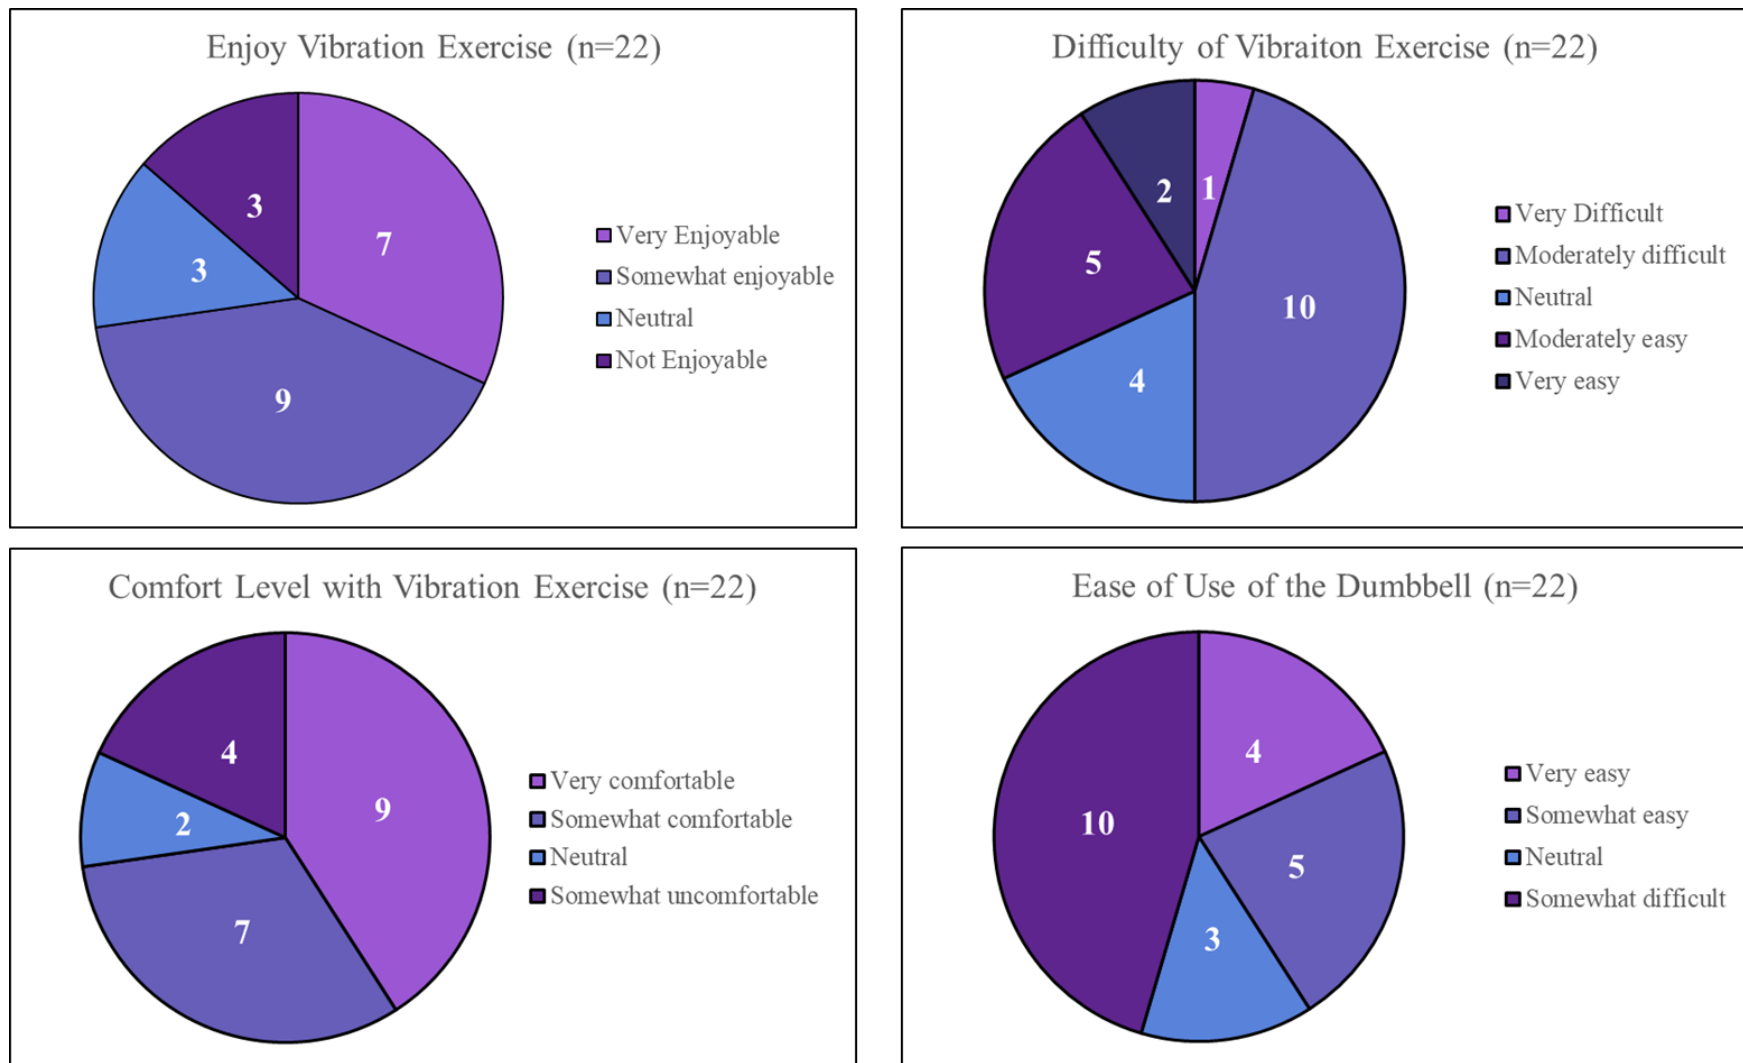 Enjoy Vibration Exercise (n=22)
3
7
3
9
Very Enjoyable
Somewhat enjoyable
Neutral
Not Enjoyable
Difficulty of Vibraiton Exercise (n=22)
2
1
5
10
4
Very Difficult
Moderately difficult
Neutral
Moderately easy
Very easy
Comfort Level with Vibration Exercise (n=22)
4
9
2
7
Very comfortable
Somewhat comfortable
Neutral
Somewhat uncomfortable
Ease of Use of the Dumbbell (n=22)
4
10
5
3
Very easy
Somewhat easy
Neutral
Somewhat difficult